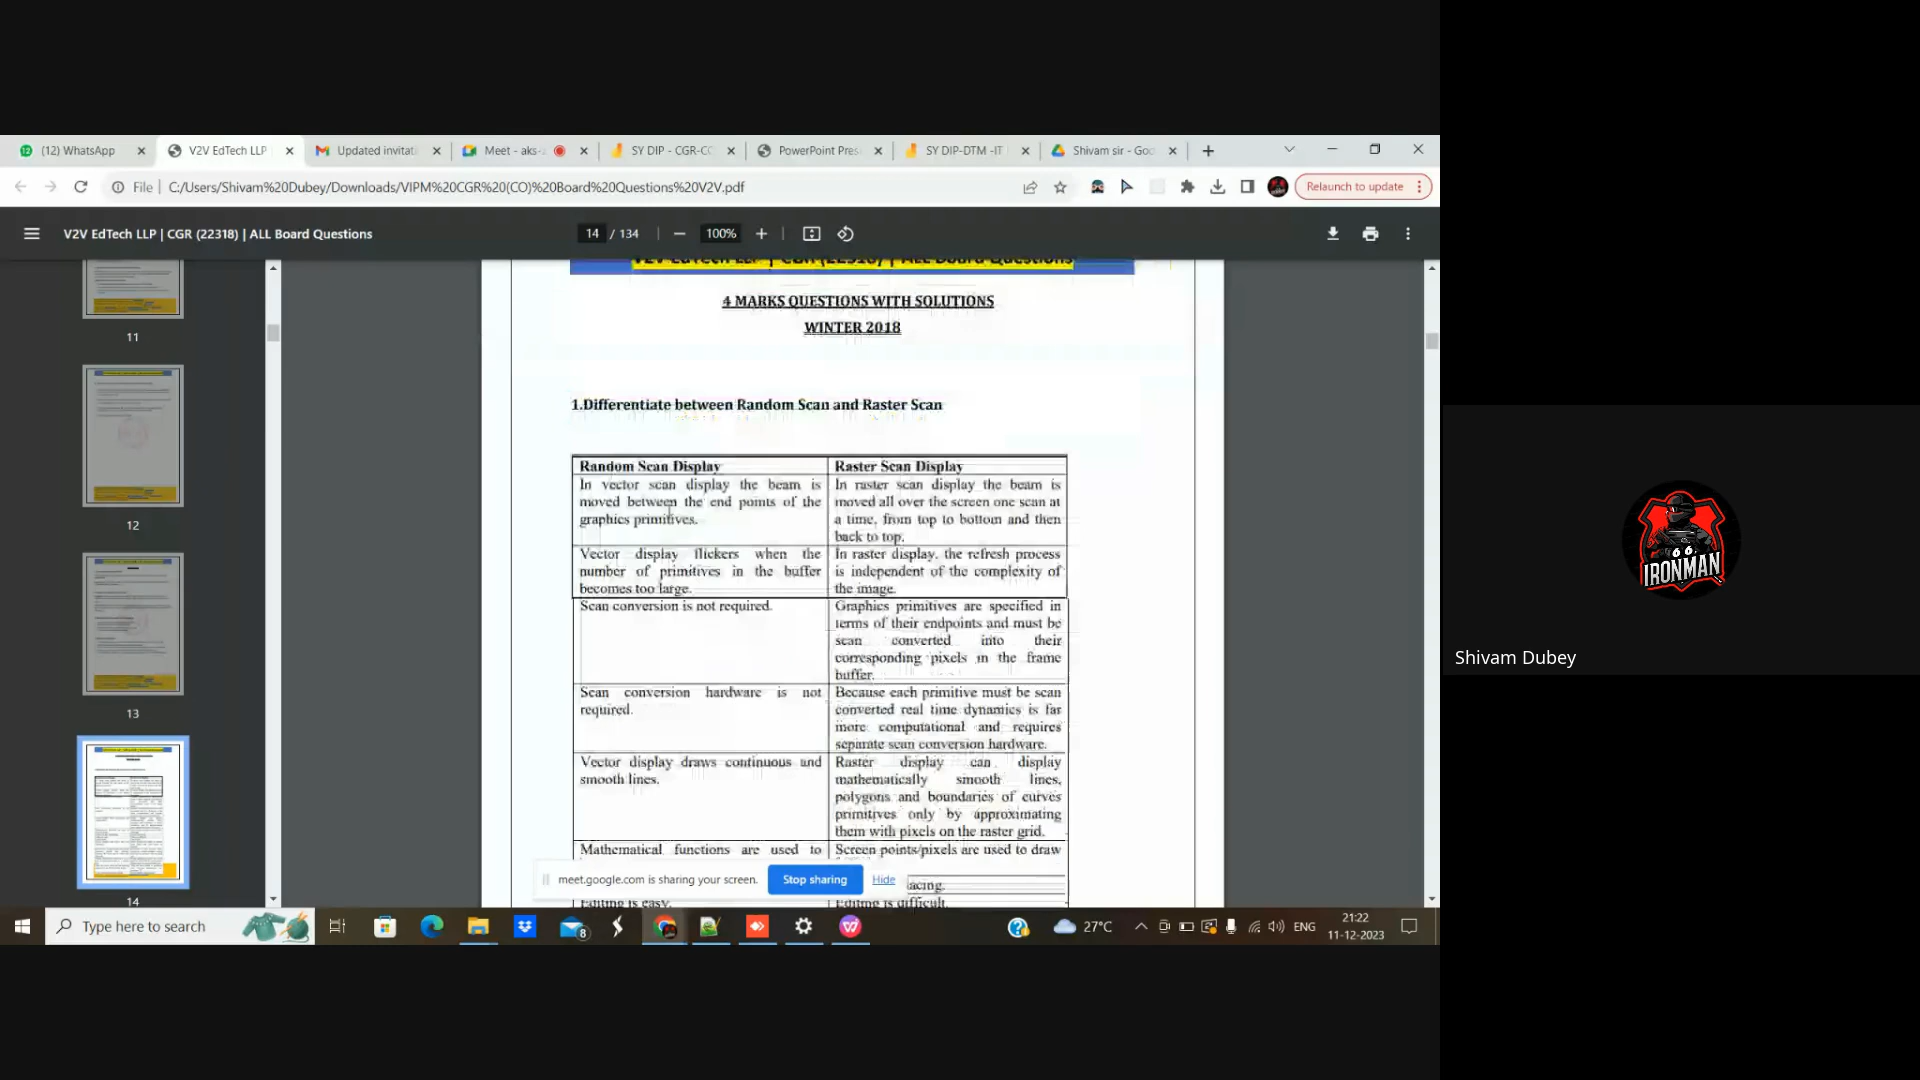 (12) WhatsApp
V2V EdTech LLP
Updated invitati
Meet - aks-
SY DIP - CGR-CO
PowerPoint Pres
SY DIP-DTM -IT
Shivam sir - Goo
File
C:/Users/Shivam%20Dubey/Downloads/VIPM%20CGR%20(CO)%20Board%20Questions%20V2V.pdf
Relaunch to update
V2V EdTech LLP | CGR (22318) | ALL Board Questions
14 / 134
100%
11
12
13
14
V2V EdTech LLP | CGR (22318) | ALL Board Questions
4 MARKS QUESTIONS WITH SOLUTIONS
WINTER 2018
1.Differentiate between Random Scan and Raster Scan
Random Scan Display
In vector scan display the beam is
moved between the end points of the
graphics primitives.
Vector display flickers when the
number of primitives in the buffer
becomes too large.
Scan conversion is not required.
Scan conversion hardware is not
required.
Vector display draws continuous and
smooth lines.
Mathematical functions are used to
Editing is easy.
Raster Scan Display
In raster scan display the beam is
moved all over the screen one scan at
a time, from top to bottom and then
back to top.
In raster display, the refresh process
is independent of the complexity of
the image.
Graphics primitives are specified in
terms of their endpoints and must be
scan converted into their
corresponding pixels in the frame
buffer.
Because each primitive must be scan
converted real time dynamics is far
more computational and requires
separate scan conversion hardware.
Raster display can display
mathematically smooth lines,
polygons and boundaries of curves
primitives only by approximating
them with pixels on the raster grid.
Screen points/pixels are used to draw
acing.
Editing is difficult.
meet.google.com is sharing your screen.
Stop sharing
Hide
Type here to search
8
27°C
ENG
21:22
11-12-2023
66
IRONMAN
Shivam Dubey